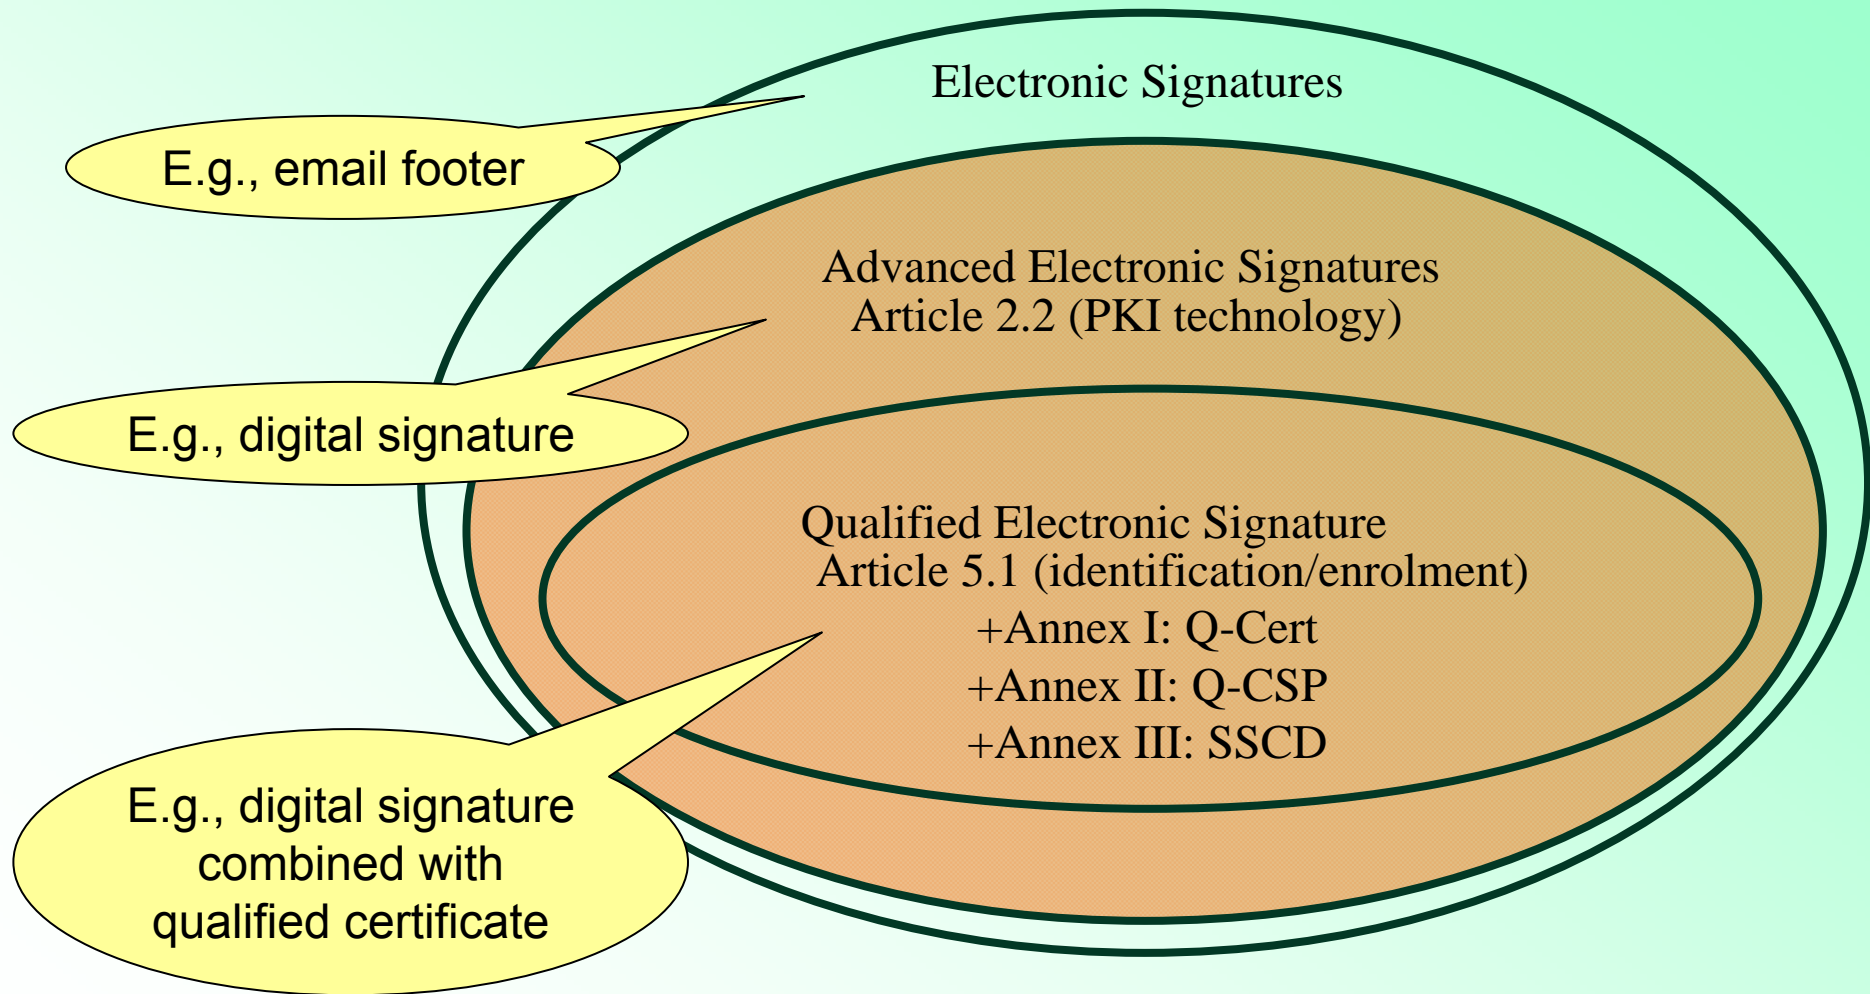 Electronic Signatures
E.g., email footer
Advanced Electronic Signatures
Article 2.2 (PKI technology)
E.g., digital signature
Qualified Electronic Signature
Article 5.1 (identification/enrolment)
+Annex I: Q-Cert
+Annex II: Q-CSP
+Annex III: SSCD
E.g., digital signature
combined with
qualified certificate